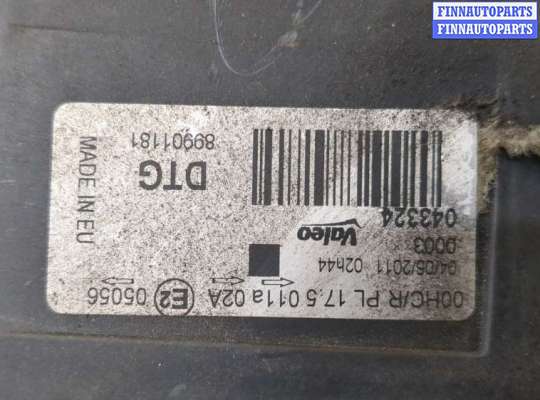 FINNAUTOPARTS
FINNAUTOPARTS
00HC/R PL 17.5 011a 02A E2 05056
04/05/2011 02h44
0003
Valeo
043324
DTG
89901181
MADE IN EU